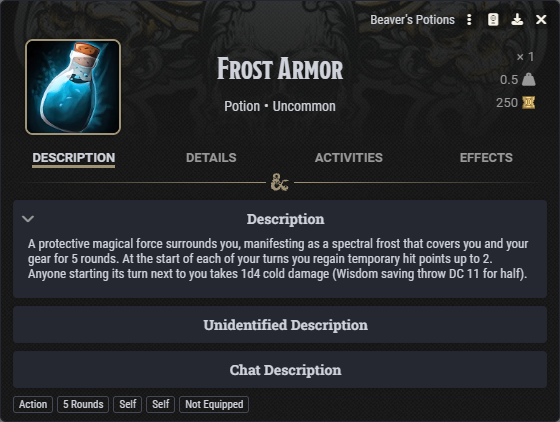 Beaver's Potions
FROST ARMOR
Potion • Uncommon
× 1
0.5
250
DESCRIPTION
DETAILS
ACTIVITIES
EFFECTS
&
Description
A protective magical force surrounds you, manifesting as a spectral frost that covers you and your
gear for 5 rounds. At the start of each of your turns you regain temporary hit points up to 2.
Anyone starting its turn next to you takes 1d4 cold damage (Wisdom saving throw DC 11 for half).
Unidentified Description
Chat Description
Action
5 Rounds
Self
Self
Not Equipped